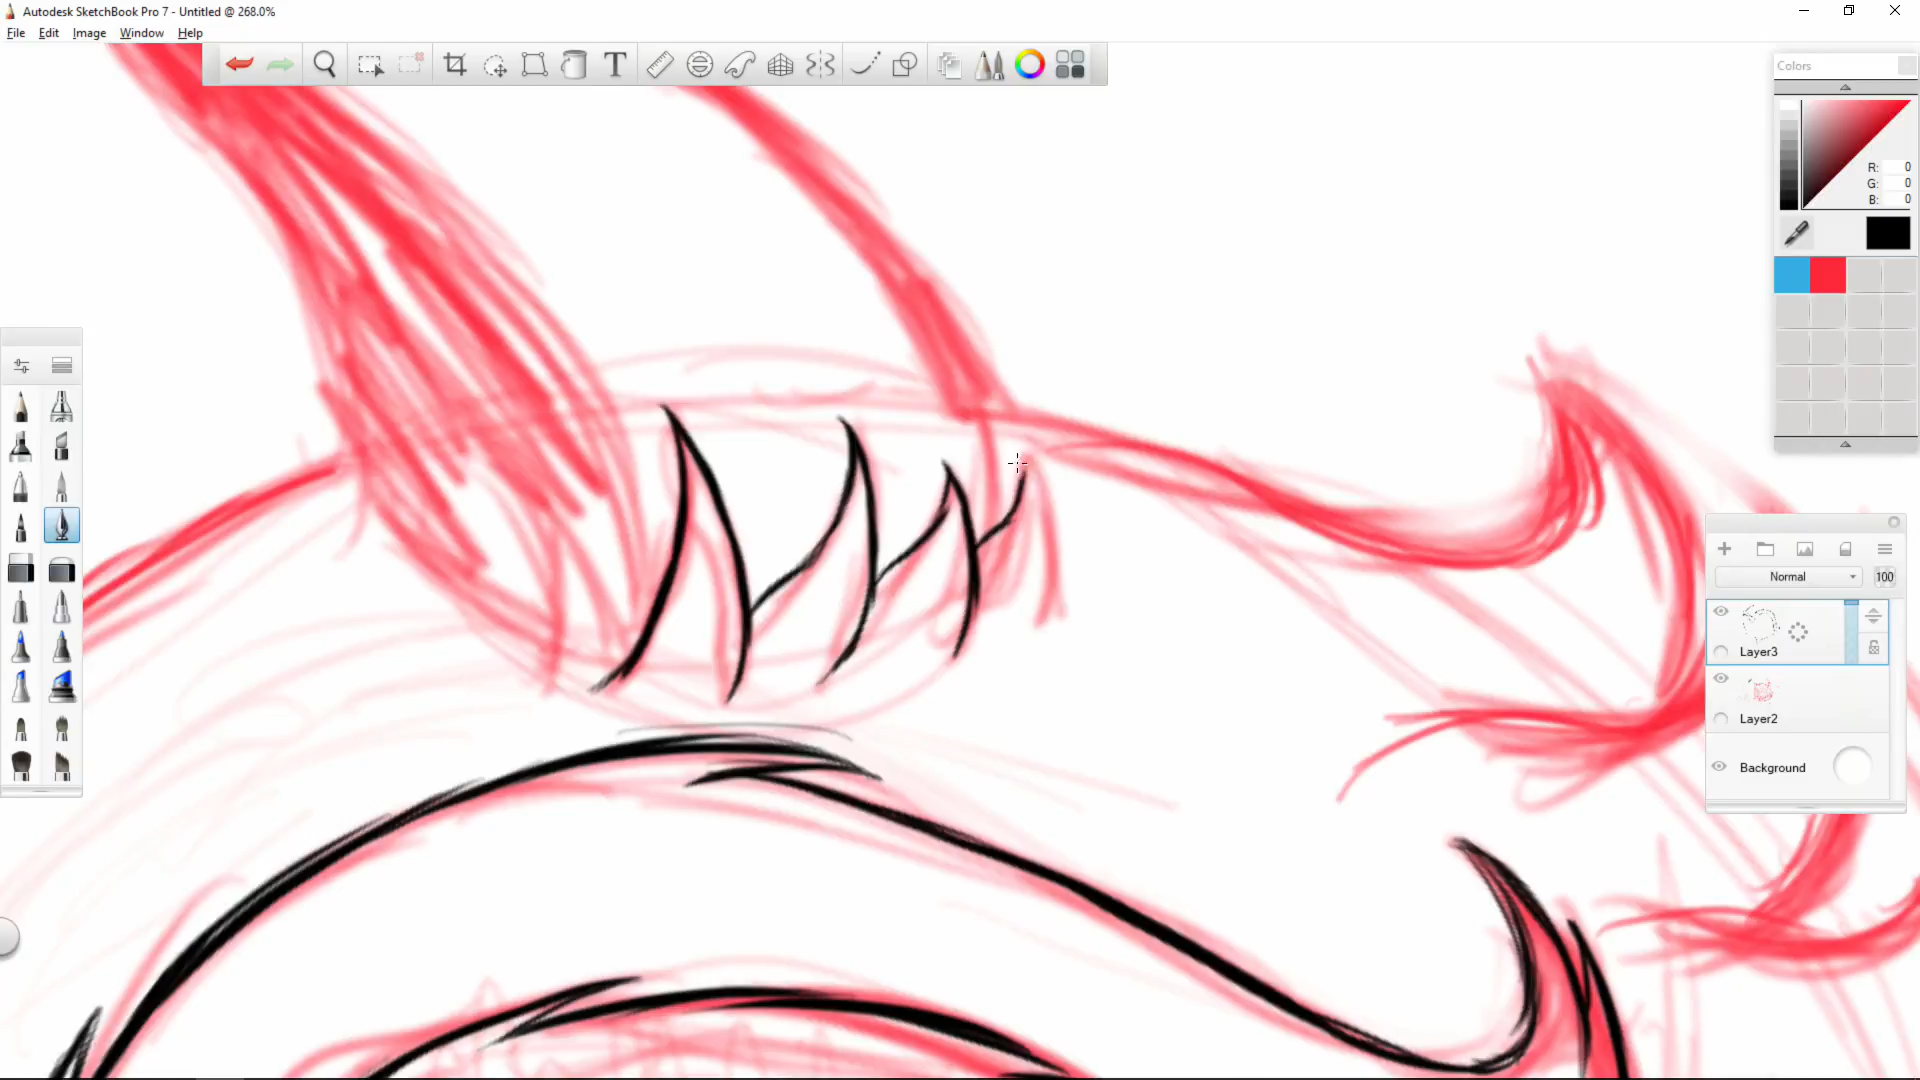 Autodesk SketchBook Pro 7 - Untitled @ 268.0%
File Edit Image Window Help
T
Colors
R: 0
G: 0
B: 0
Normal 100
Layer3
Layer2
Background